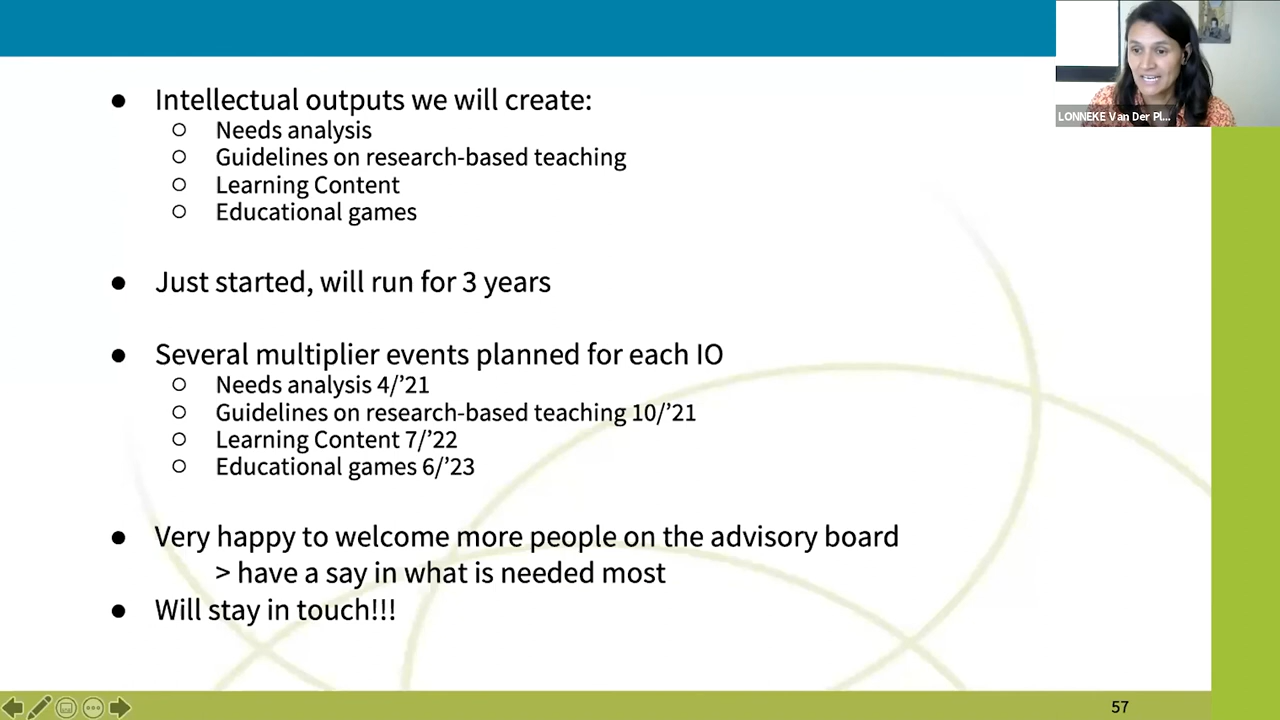 LONNEKE Van Der Pl...
● Intellectual outputs we will create:
○ Needs analysis
○ Guidelines on research-based teaching
○ Learning Content
○ Educational games
● Just started, will run for 3 years
● Several multiplier events planned for each IO
○ Needs analysis 4/’21
○ Guidelines on research-based teaching 10/’21
○ Learning Content 7/’22
○ Educational games 6/’23
● Very happy to welcome more people on the advisory board
> have a say in what is needed most
● Will stay in touch!!!
57